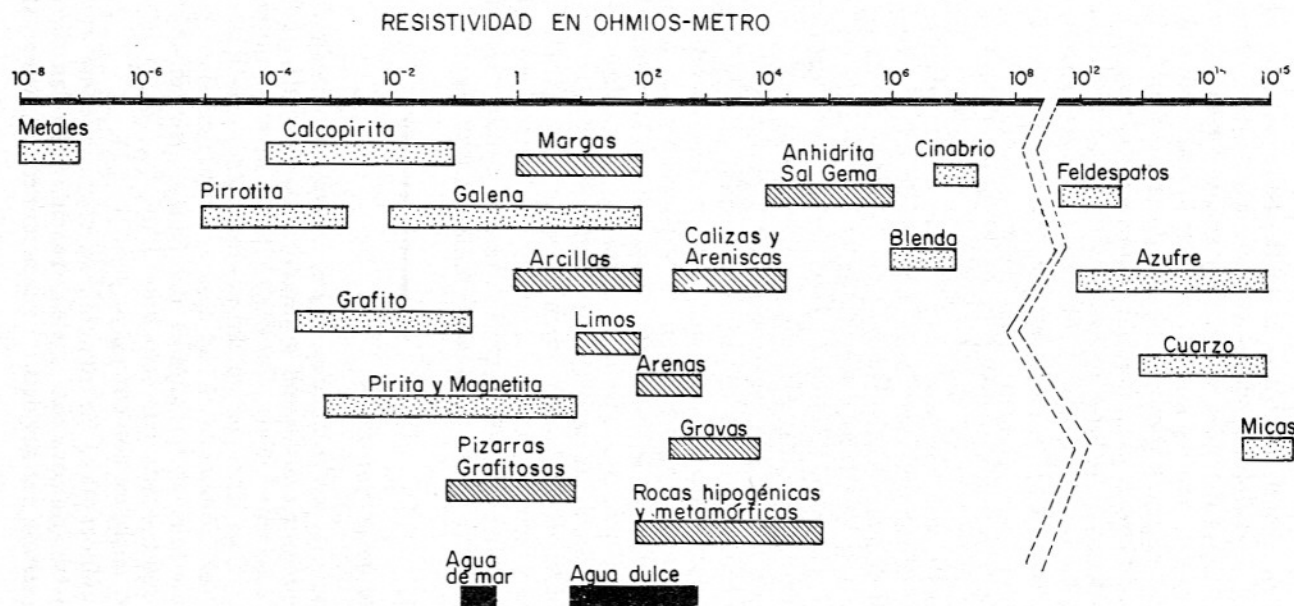 RESISTIVIDAD EN OHMIOS-METRO
10⁻⁸ 10⁻⁶ 10⁻⁴ 10⁻² 1 10² 10⁴ 10⁶ 10⁸ 10¹² 10¹⁴ 10¹⁵
Metales
Calcopirita
Margas
Anhidrita
Sal Gema
Cinabrio
Feldespatos
Pirrotita
Galena
Calizas y
Areniscas
Blenda
Arcillas
Azufre
Grafito
Limos
Arenas
Cuarzo
Pirita y Magnetita
Gravas
Micas
Pizarras
Grafitosas
Rocas hipogénicas
y metamórficas
Agua
de mar
Agua dulce